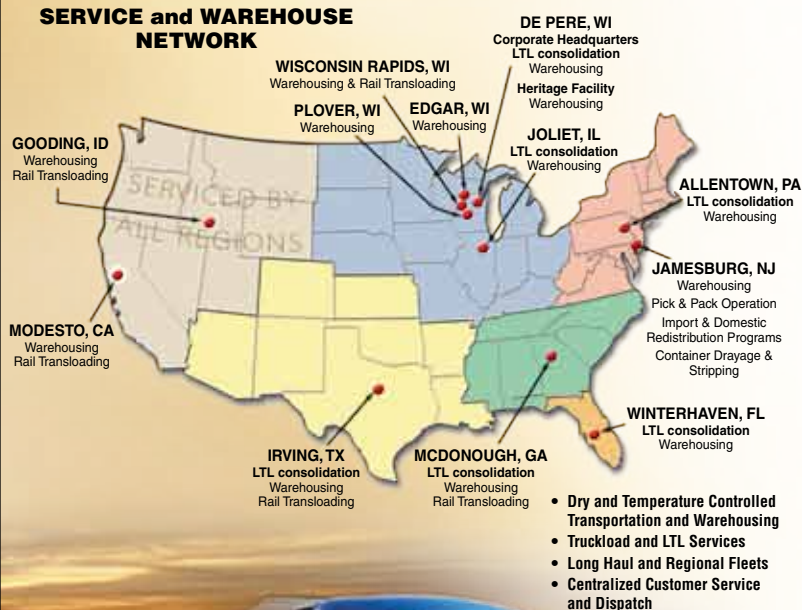 SERVICE and WAREHOUSE
NETWORK
DE PERE, WI
Corporate Headquarters
LTL consolidation
Warehousing
Heritage Facility
Warehousing
WISCONSIN RAPIDS, WI
Warehousing & Rail Transloading
PLOVER, WI
Warehousing
EDGAR, WI
Warehousing
JOLIET, IL
LTL consolidation
Warehousing
GOODING, ID
Warehousing
Rail Transloading
SERVICED BY
ALL REGIONS
ALLENTOWN, PA
LTL consolidation
Warehousing
JAMESBURG, NJ
Warehousing
Pick & Pack Operation
Import & Domestic
Redistribution Programs
Container Drayage &
Stripping
MODESTO, CA
Warehousing
Rail Transloading
WINTERHAVEN, FL
LTL consolidation
Warehousing
IRVING, TX
LTL consolidation
Warehousing
Rail Transloading
MCDONOUGH, GA
LTL consolidation
Warehousing
Rail Transloading
• Dry and Temperature Controlled
Transportation and Warehousing
• Truckload and LTL Services
• Long Haul and Regional Fleets
• Centralized Customer Service
and Dispatch